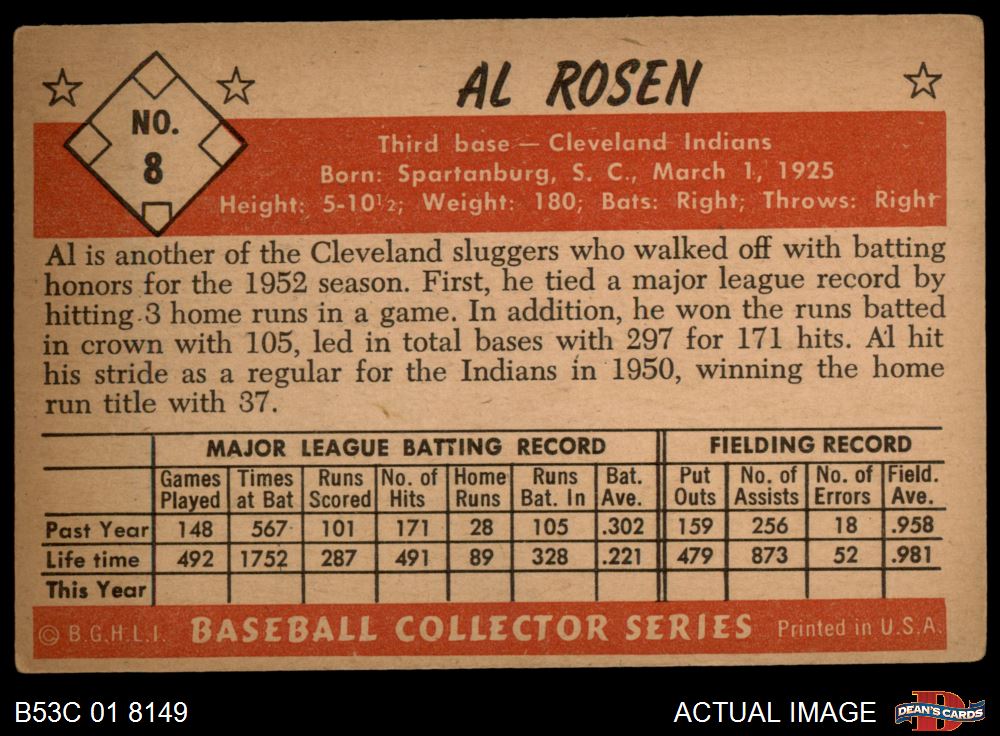 AL ROSEN
NO.
8
Third base — Cleveland Indians
Born: Spartanburg, S. C., March 1, 1925
Height: 5-10½; Weight: 180; Bats: Right; Throws: Right
Al is another of the Cleveland sluggers who walked off with batting
honors for the 1952 season. First, he tied a major league record by
hitting 3 home runs in a game. In addition, he won the runs batted
in crown with 105, led in total bases with 297 for 171 hits. Al hit
his stride as a regular for the Indians in 1950, winning the home
run title with 37.
MAJOR LEAGUE BATTING RECORD FIELDING RECORD
Games Times Runs No. of Home Runs Bat. Put No. of No. of Field.
Played at Bat Scored Hits Runs Bat. In Ave. Outs Assists Errors Ave.
Past Year 148 567 101 171 28 105 .302 159 256 18 .958
Life time 492 1752 287 491 89 328 .221 479 873 52 .981
This Year
© B.G.H.L.I. BASEBALL COLLECTOR SERIES Printed in U.S.A.
B53C 01 8149 ACTUAL IMAGE DEAN'S CARDS